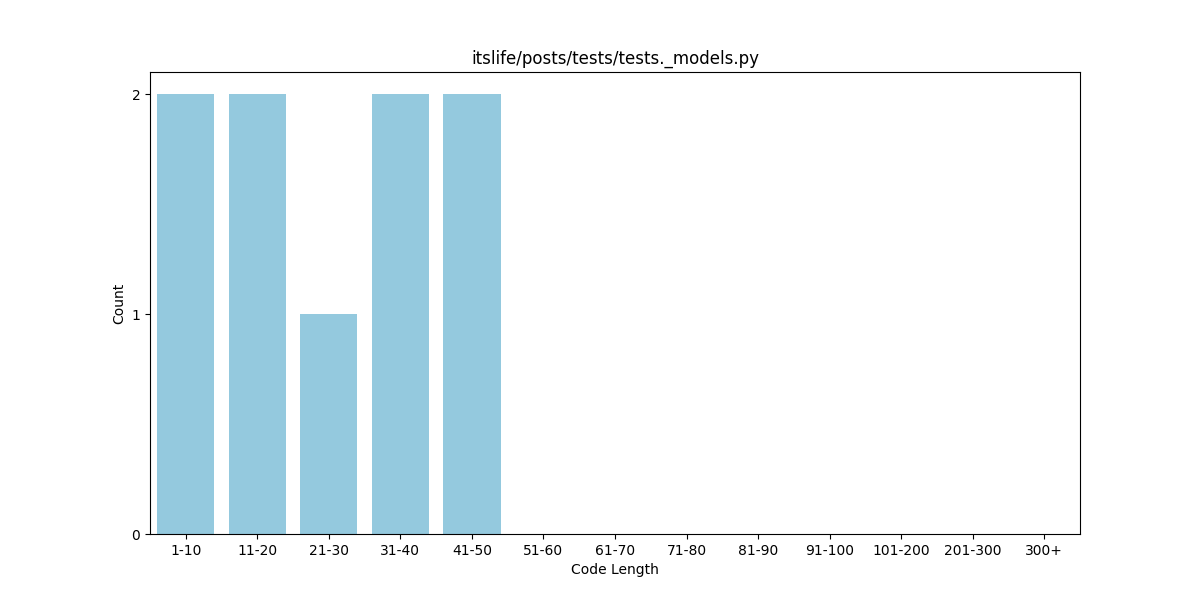 itslife/posts/tests/tests._models.py
Count
2
1
0
1-10 11-20 21-30 31-40 41-50 51-60 61-70 71-80 81-90 91-100 101-200 201-300 300+
Code Length